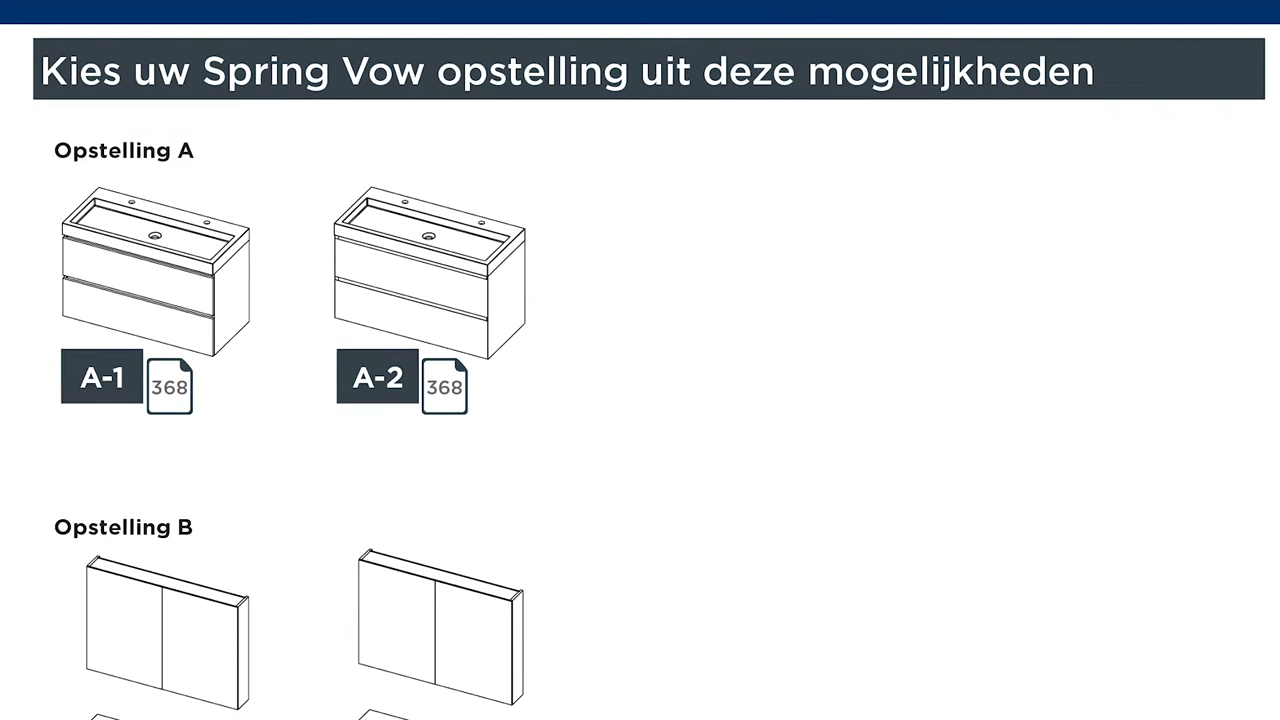 Kies uw Spring Vow opstelling uit deze mogelijkheden
Opstelling A
A-1
368
A-2
368
Opstelling B